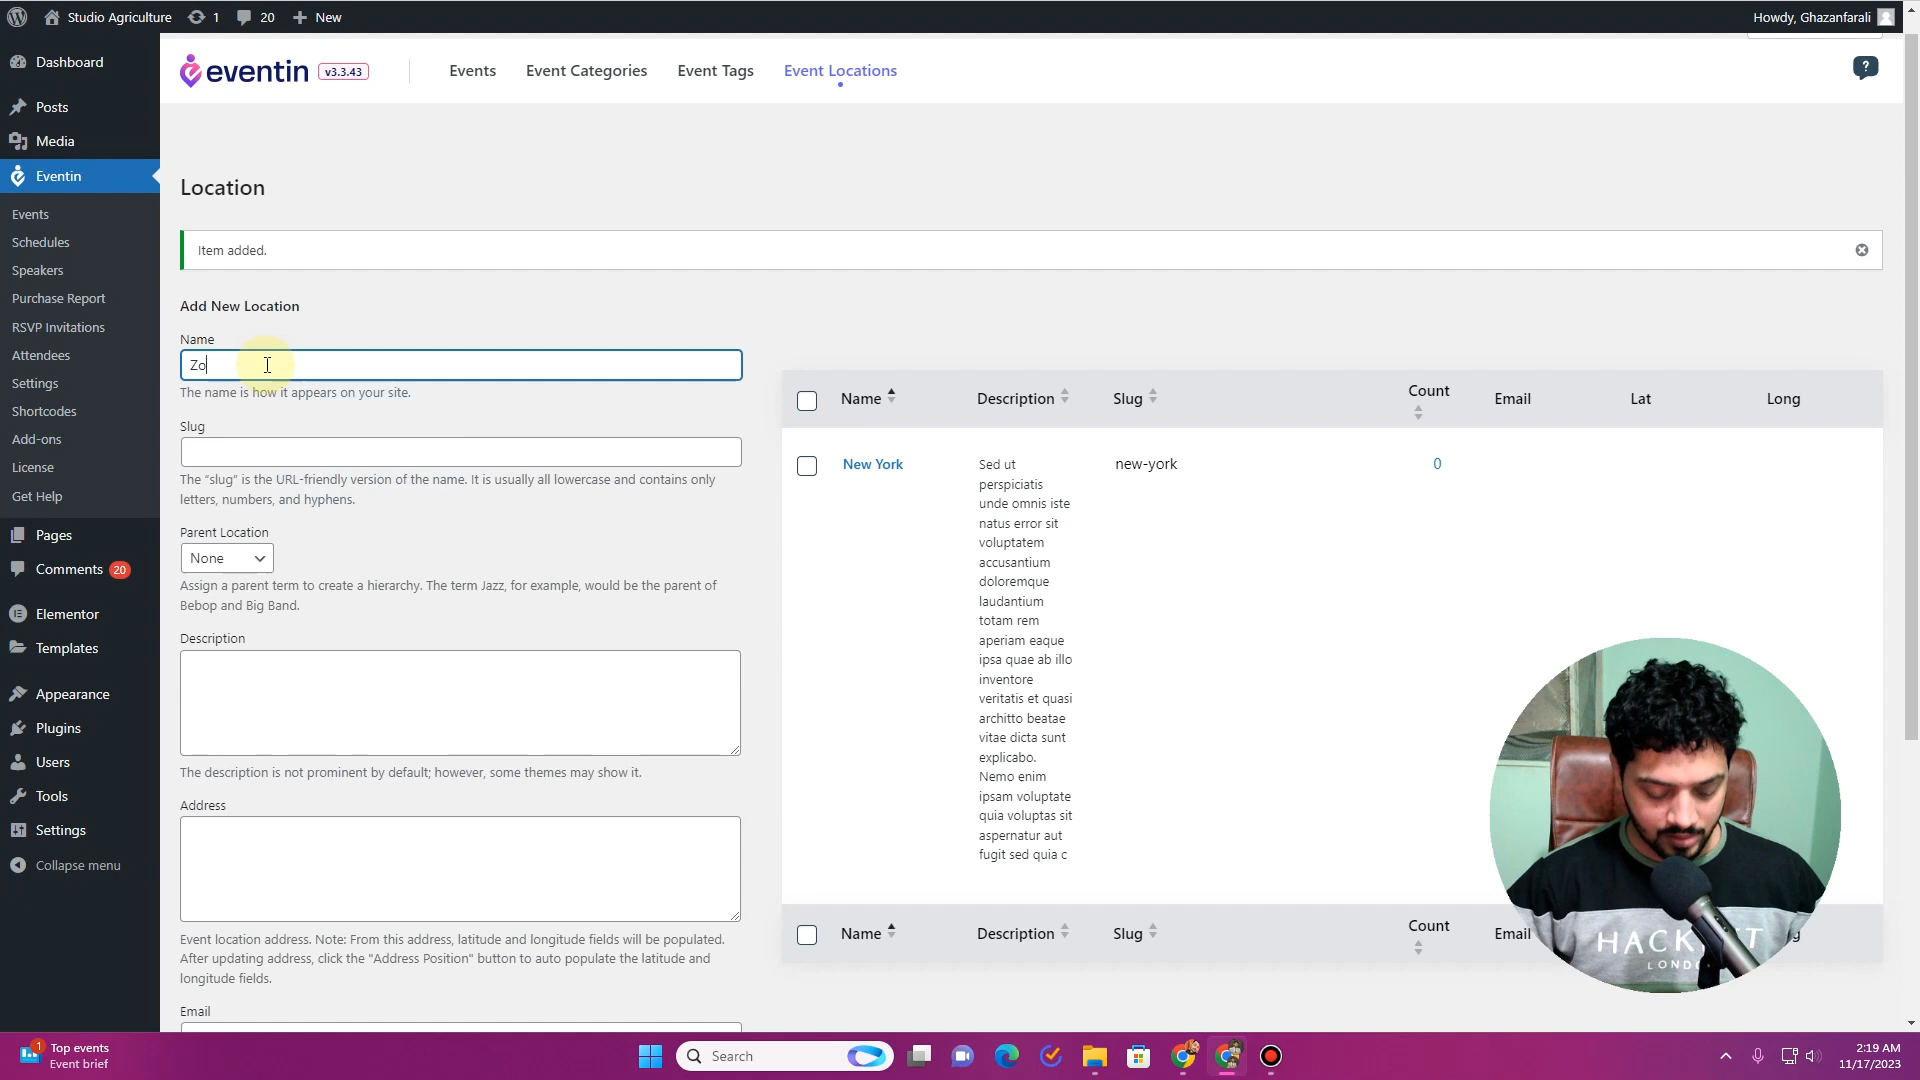 Studio Agriculture
1
20
New
Howdy, Ghazanfarali
Dashboard
Posts
Media
Eventin
Events
Schedules
Speakers
Purchase Report
RSVP Invitations
Attendees
Settings
Shortcodes
Add-ons
License
Get Help
Pages
Comments 20
Elementor
Templates
Appearance
Plugins
Users
Tools
Settings
Collapse menu
eventin v3.3.43
Events
Event Categories
Event Tags
Event Locations
?
Location
Item added.
Add New Location
Name
Zo
The name is how it appears on your site.
Slug
The “slug” is the URL-friendly version of the name. It is usually all lowercase and contains only
letters, numbers, and hyphens.
Parent Location
None
Assign a parent term to create a hierarchy. The term Jazz, for example, would be the parent of
Bebop and Big Band.
Description
The description is not prominent by default; however, some themes may show it.
Address
Event location address. Note: From this address, latitude and longitude fields will be populated.
After updating address, click the "Address Position" button to auto populate the latitude and
longitude fields.
Email
Name Description Slug Count Email Lat Long
New York
Sed ut
perspiciatis
unde omnis iste
natus error sit
voluptatem
accusantium
doloremque
laudantium
totam rem
aperiam eaque
ipsa quae ab illo
inventore
veritatis et quasi
architto beatae
vitae dicta sunt
explicabo.
Nemo enim
ipsam voluptate
quia voluptas sit
aspernatur aut
fugit sed quia c
new-york
0
Name Description Slug Count Email
1
Top events
Event brief
Search
2:19 AM
11/17/2023